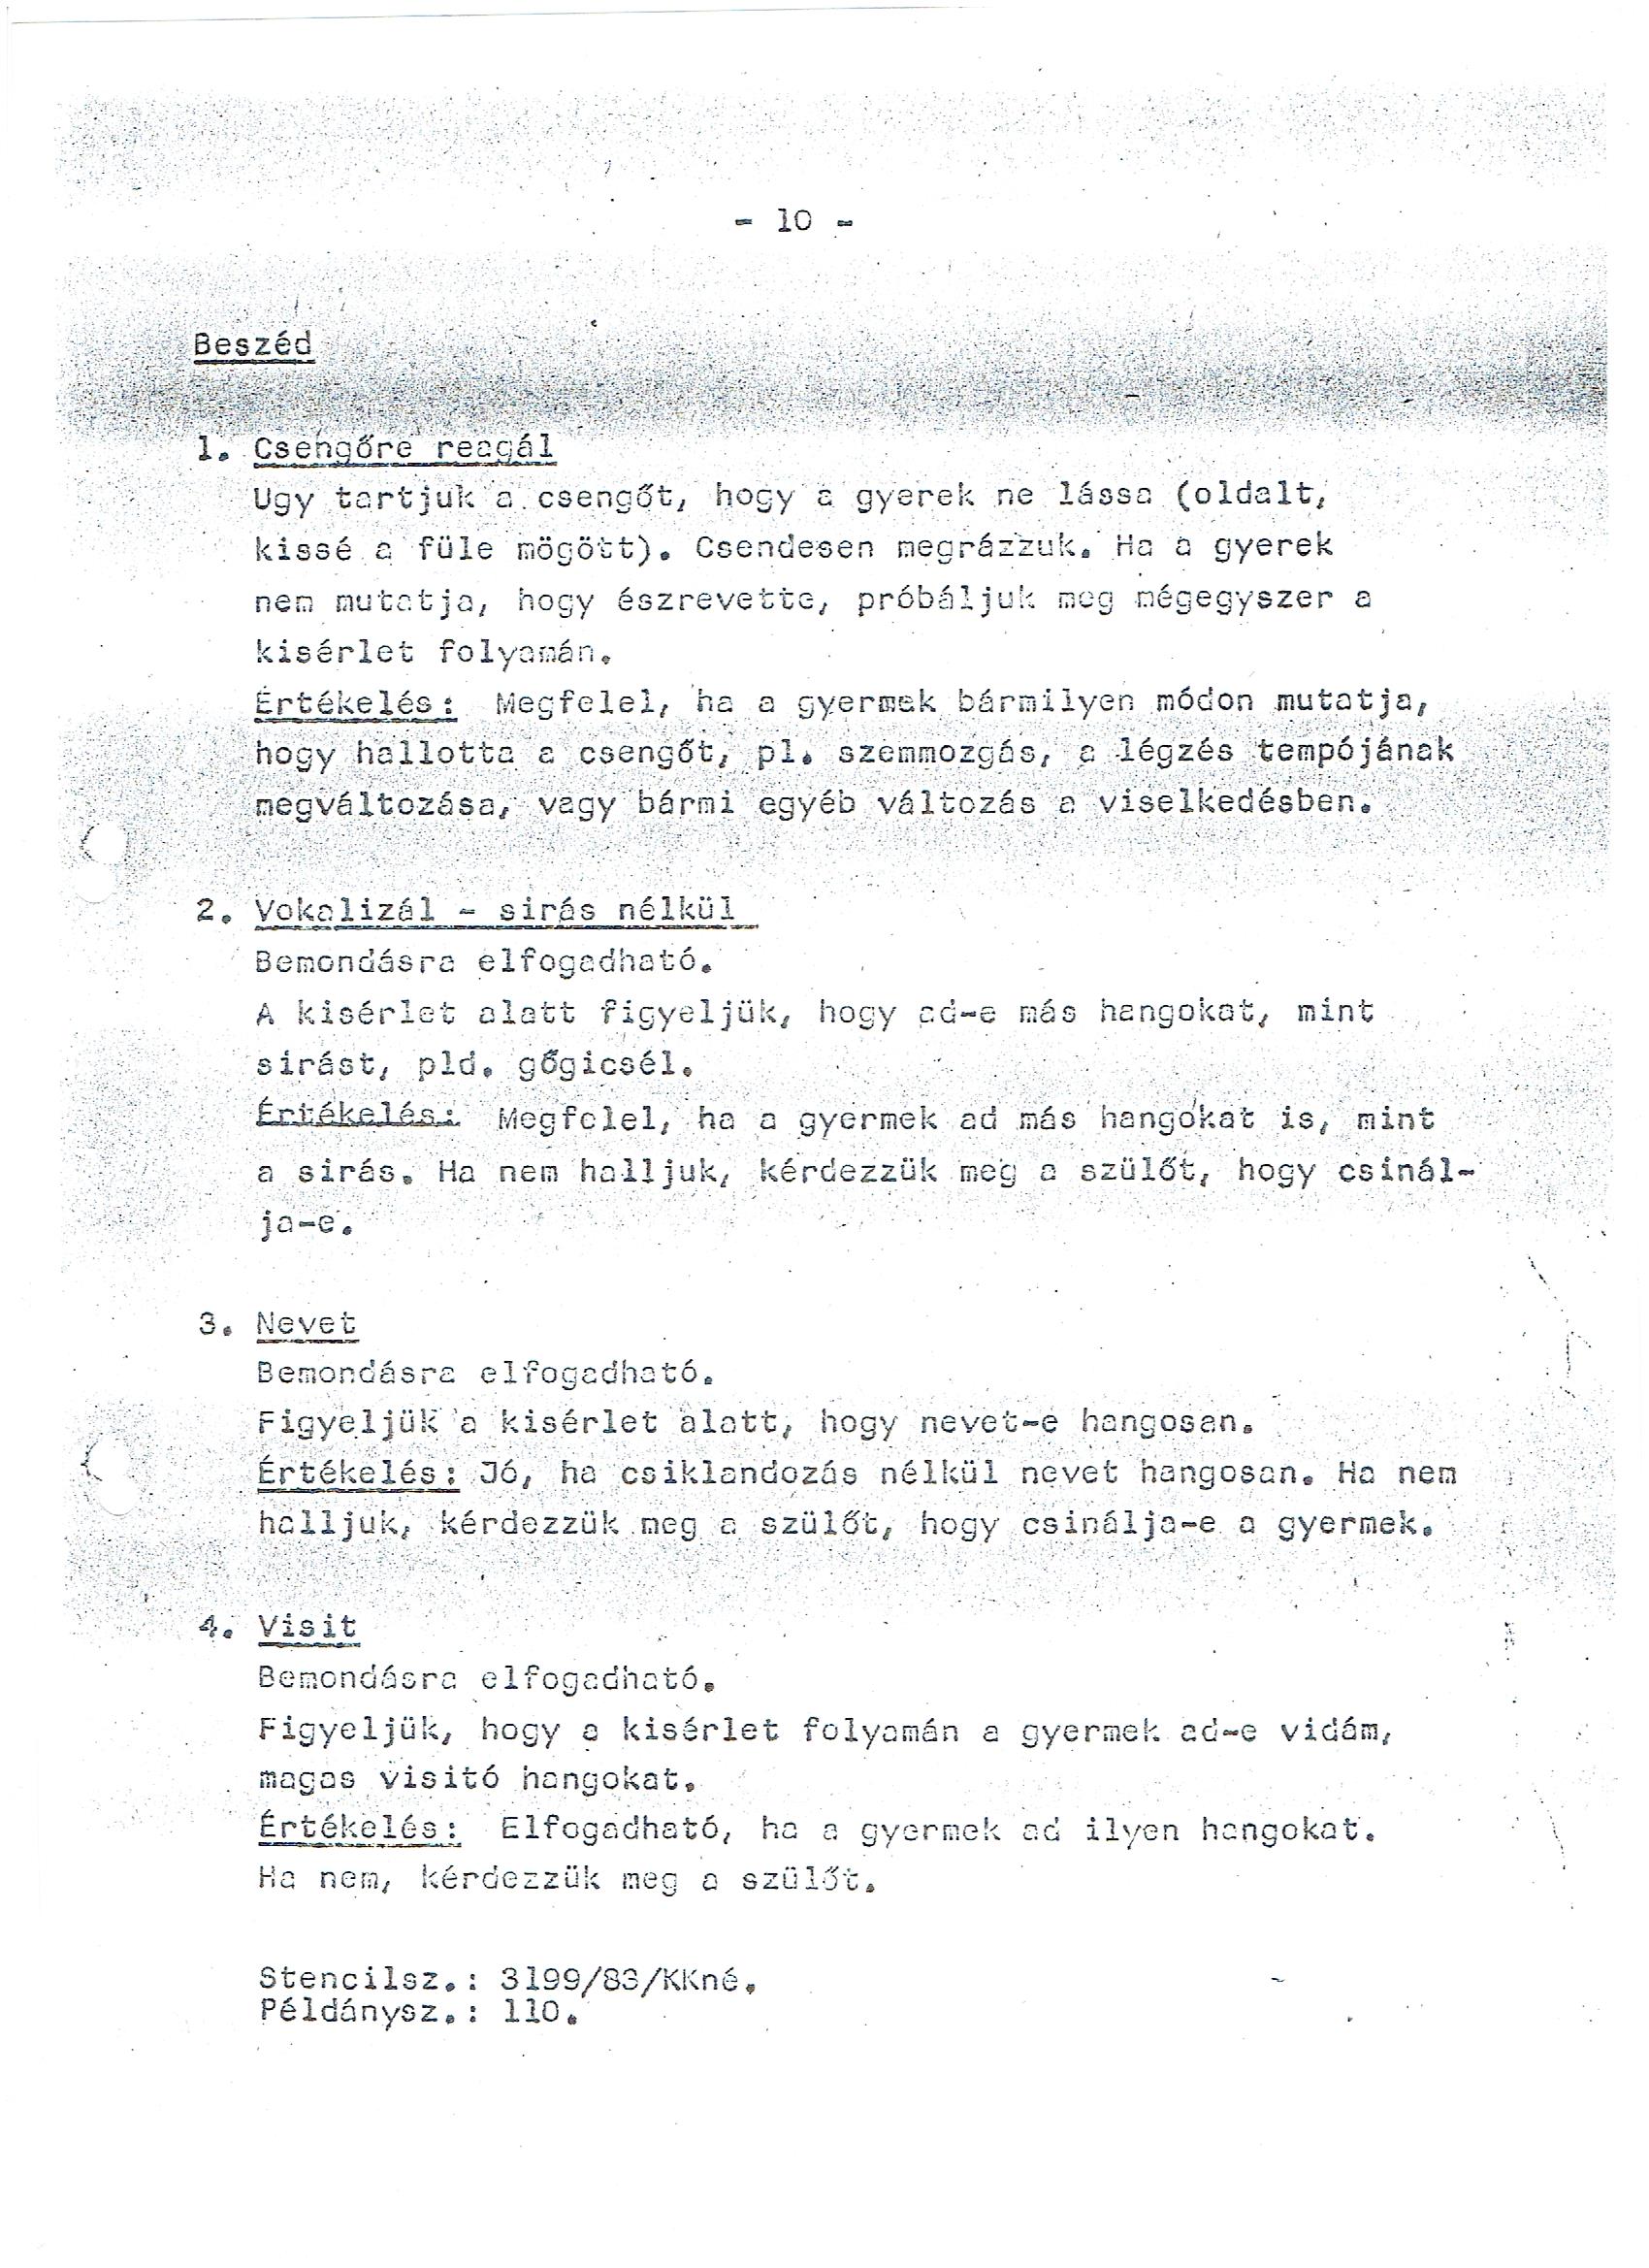 - 10 -
Beszéd
1. Csengőre reagál
Ugy tartjuk a csengőt, hogy a gyerek ne lássa (oldalt,
kissé a füle mögött). Csendesen megrázzuk. Ha a gyerek
nem mutatja, hogy észrevette, próbáljuk meg mégegyszer a
kisérlet folyamán.
Értékelés: Megfelel, ha a gyermek bármilyen módon mutatja,
hogy hallotta a csengőt, pl. szemmozgás, a légzés tempójának
megváltozása, vagy bármi egyéb változás a viselkedésben.
2. Vokalizál - sirás nélkül
Bemondásra elfogadható.
A kisérlet alatt figyeljük, hogy ad-e más hangokat, mint
sirást, pld. gőgicsél.
Értékelés: Megfelel, ha a gyermek ad más hangokat is, mint
a sirás. Ha nem halljuk, kérdezzük meg a szülőt, hogy csinál-
ja-e.
3. Nevet
Bemondásra elfogadható.
Figyeljük a kisérlet alatt, hogy nevet-e hangosan.
Értékelés: Jó, ha csiklandozás nélkül nevet hangosan. Ha nem
halljuk, kérdezzük meg a szülőt, hogy csinálja-e a gyermek.
4. Visit
Bemondásra elfogadható.
Figyeljük, hogy a kisérlet folyamán a gyermek ad-e vidám,
magas visitó hangokat.
Értékelés: Elfogadható, ha a gyermek ad ilyen hangokat.
Ha nem, kérdezzük meg a szülőt.
Stencilsz.: 3199/83/KKné.
Példánysz.: 110.